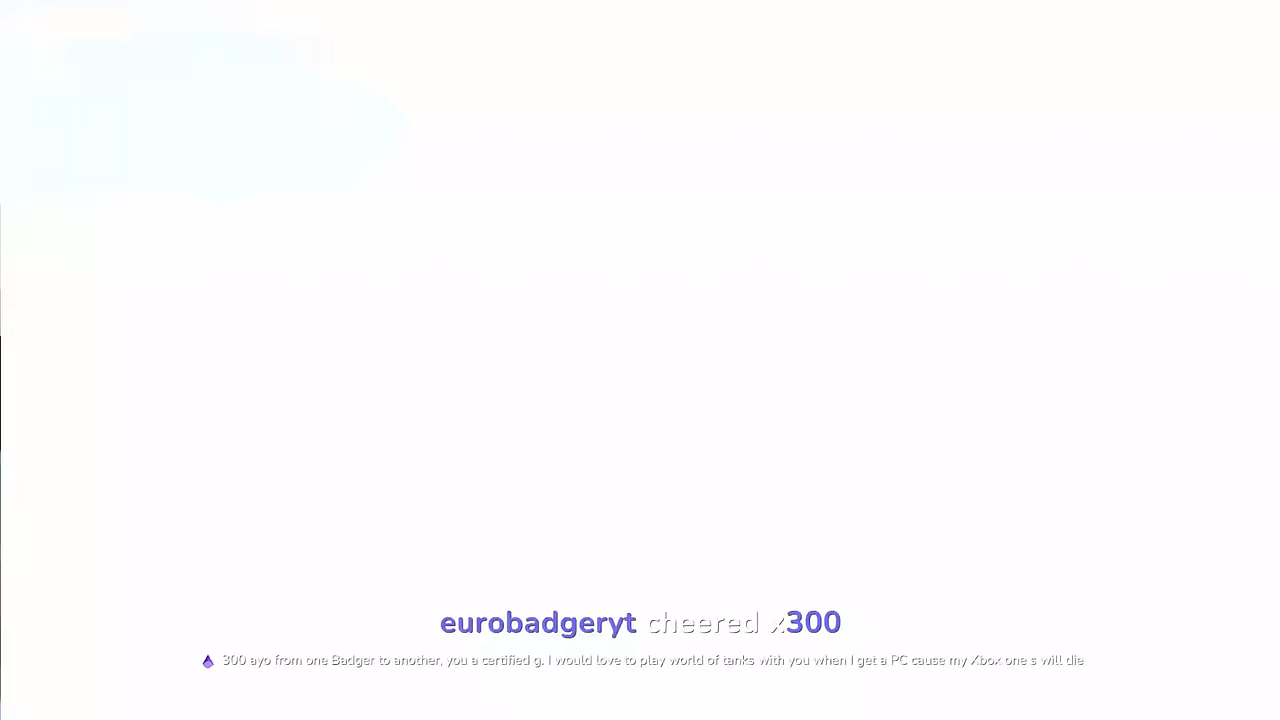 eurobadgeryt cheered x300
300 ayo from one Badger to another, you a certified g. I would love to play world of tanks with you when I get a PC cause my Xbox one s will die